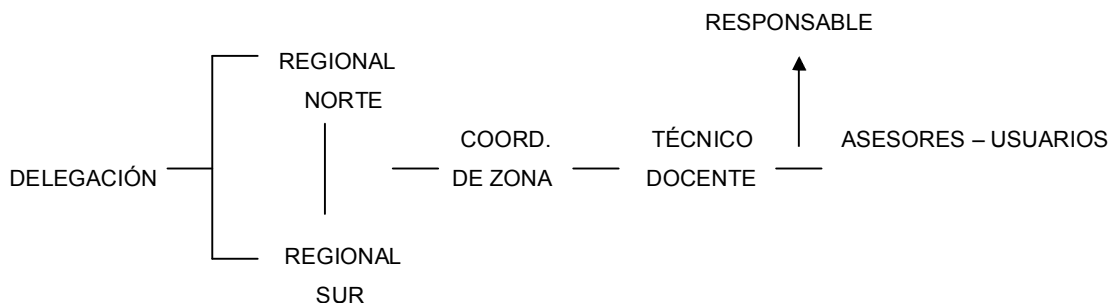 RESPONSABLE
REGIONAL
NORTE
COORD.
DE ZONA
TÉCNICO
DOCENTE
ASESORES – USUARIOS
DELEGACIÓN
REGIONAL
SUR